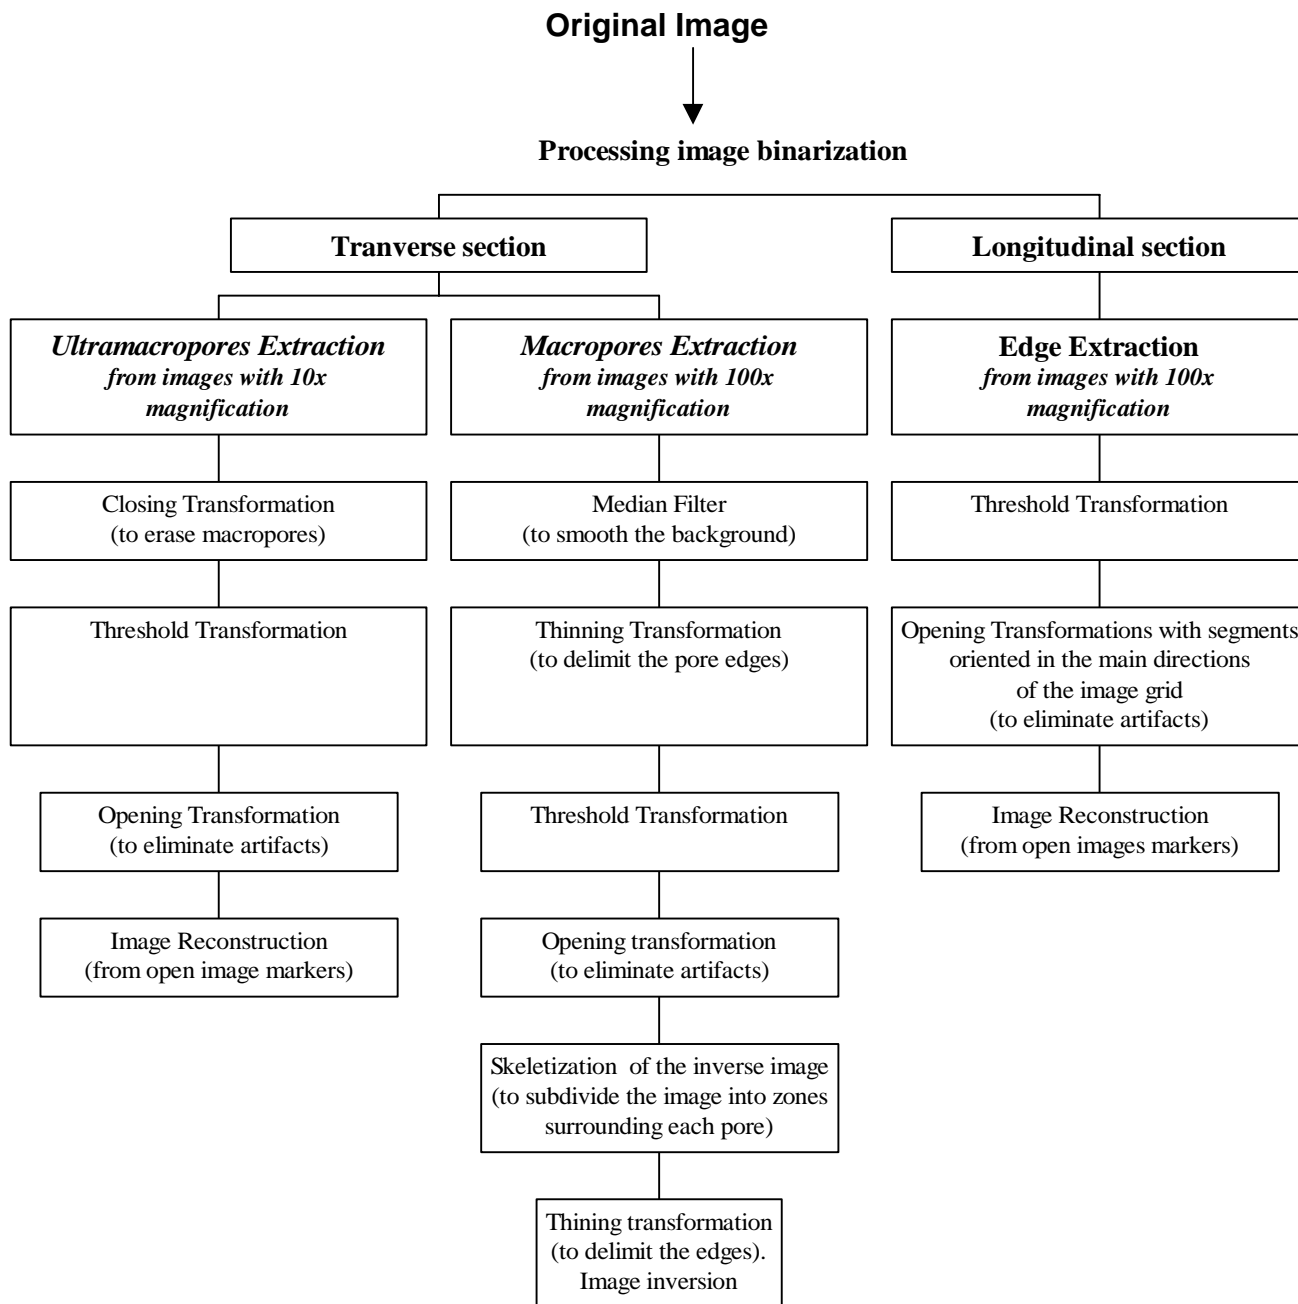 Original Image
Processing image binarization
Tranverse section
Longitudinal section
Ultramacropores Extraction
from images with 10x
magnification
Macropores Extraction
from images with 100x
magnification
Edge Extraction
from images with 100x
magnification
Closing Transformation
(to erase macropores)
Median Filter
(to smooth the background)
Threshold Transformation
Threshold Transformation
Thinning Transformation
(to delimit the pore edges)
Opening Transformations with segments
oriented in the main directions
of the image grid
(to eliminate artifacts)
Opening Transformation
(to eliminate artifacts)
Threshold Transformation
Image Reconstruction
(from open images markers)
Image Reconstruction
(from open image markers)
Opening transformation
(to eliminate artifacts)
Skeletization of the inverse image
(to subdivide the image into zones
surrounding each pore)
Thining transformation
(to delimit the edges).
Image inversion